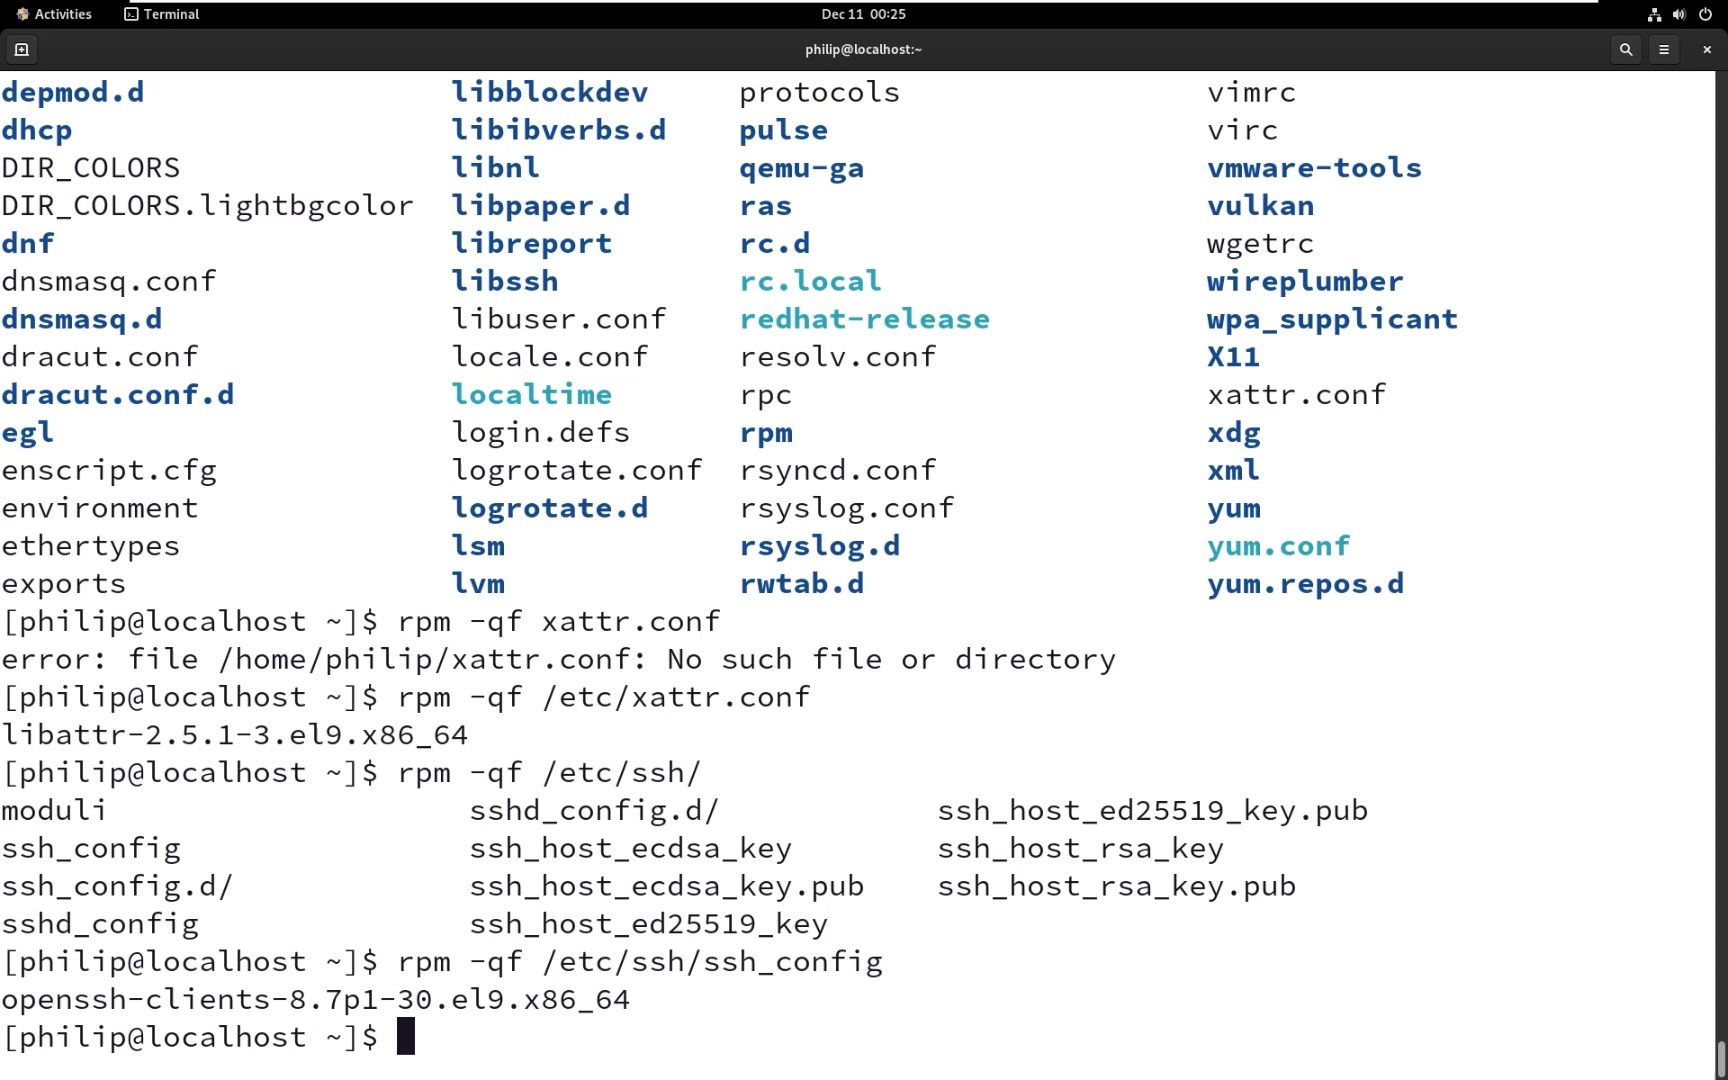 Activities Terminal Dec 11 00:25
philip@localhost:~
depmod.d libblockdev protocols vimrc
dhcp libibverbs.d pulse virc
DIR_COLORS libnl qemu-ga vmware-tools
DIR_COLORS.lightbgcolor libpaper.d ras vulkan
dnf libreport rc.d wgetrc
dnsmasq.conf libssh rc.local wireplumber
dnsmasq.d libuser.conf redhat-release wpa_supplicant
dracut.conf locale.conf resolv.conf X11
dracut.conf.d localtime rpc xattr.conf
egl login.defs rpm xdg
enscript.cfg logrotate.conf rsyncd.conf xml
environment logrotate.d rsyslog.conf yum
ethertypes lsm rsyslog.d yum.conf
exports lvm rwtab.d yum.repos.d
[philip@localhost ~]$ rpm -qf xattr.conf
error: file /home/philip/xattr.conf: No such file or directory
[philip@localhost ~]$ rpm -qf /etc/xattr.conf
libattr-2.5.1-3.el9.x86_64
[philip@localhost ~]$ rpm -qf /etc/ssh/
moduli sshd_config.d/ ssh_host_ed25519_key.pub
ssh_config ssh_host_ecdsa_key ssh_host_rsa_key
ssh_config.d/ ssh_host_ecdsa_key.pub ssh_host_rsa_key.pub
sshd_config ssh_host_ed25519_key
[philip@localhost ~]$ rpm -qf /etc/ssh/ssh_config
openssh-clients-8.7p1-30.el9.x86_64
[philip@localhost ~]$